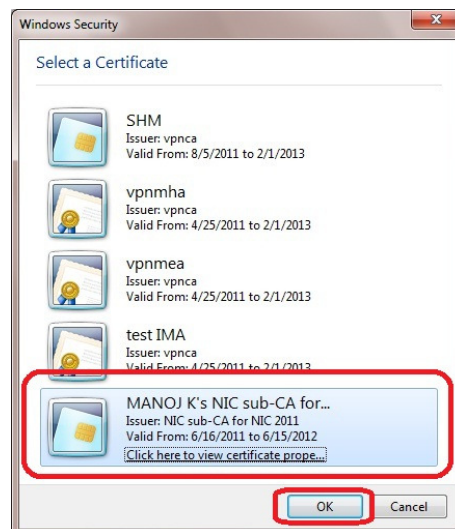 Windows Security
Select a Certificate
SHM
Issuer: vpnca
Valid From: 8/5/2011 to 2/1/2013
vpnmha
Issuer: vpnca
Valid From: 4/25/2011 to 2/1/2013
vpnmea
Issuer: vpnca
Valid From: 4/25/2011 to 2/1/2013
test IMA
Issuer: vpnca
Valid From: 4/25/2011 to 2/1/2013
MANOJ K's NIC sub-CA for...
Issuer: NIC sub-CA for NIC 2011
Valid From: 6/16/2011 to 6/15/2012
Click here to view certificate prope...
OK Cancel